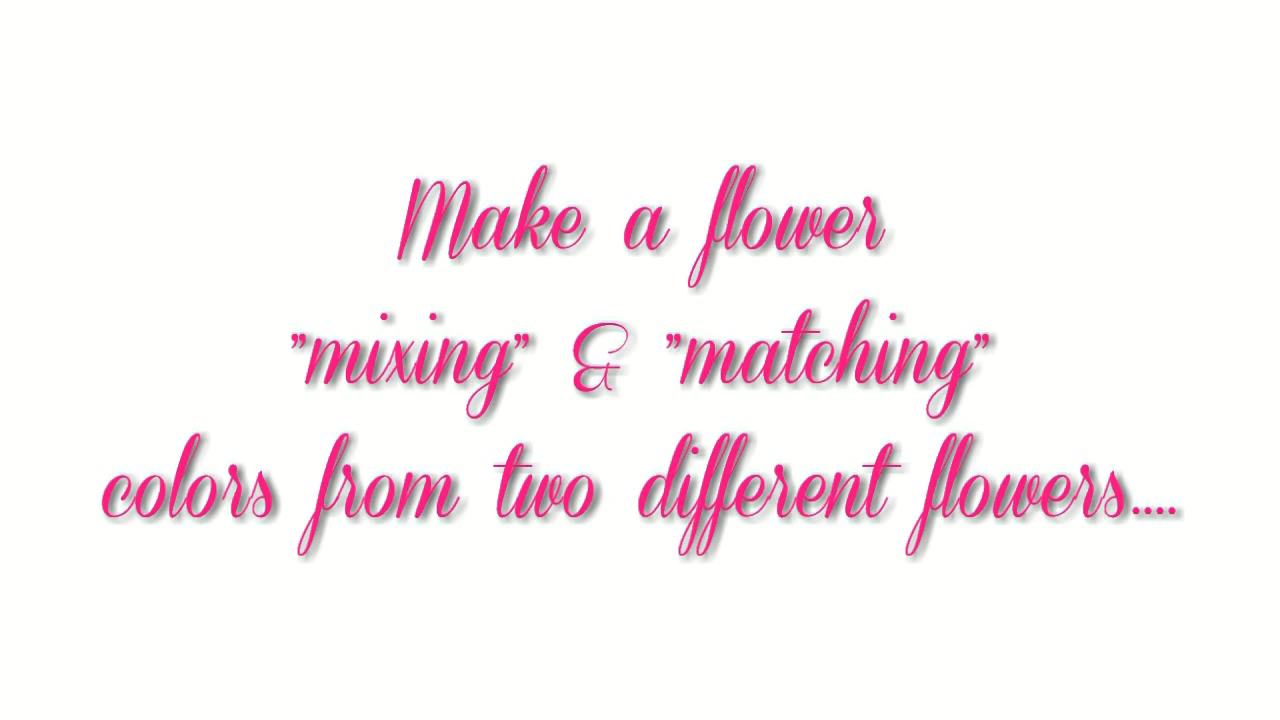 Make a flower
"mixing" & "matching"
colors from two different flowers....